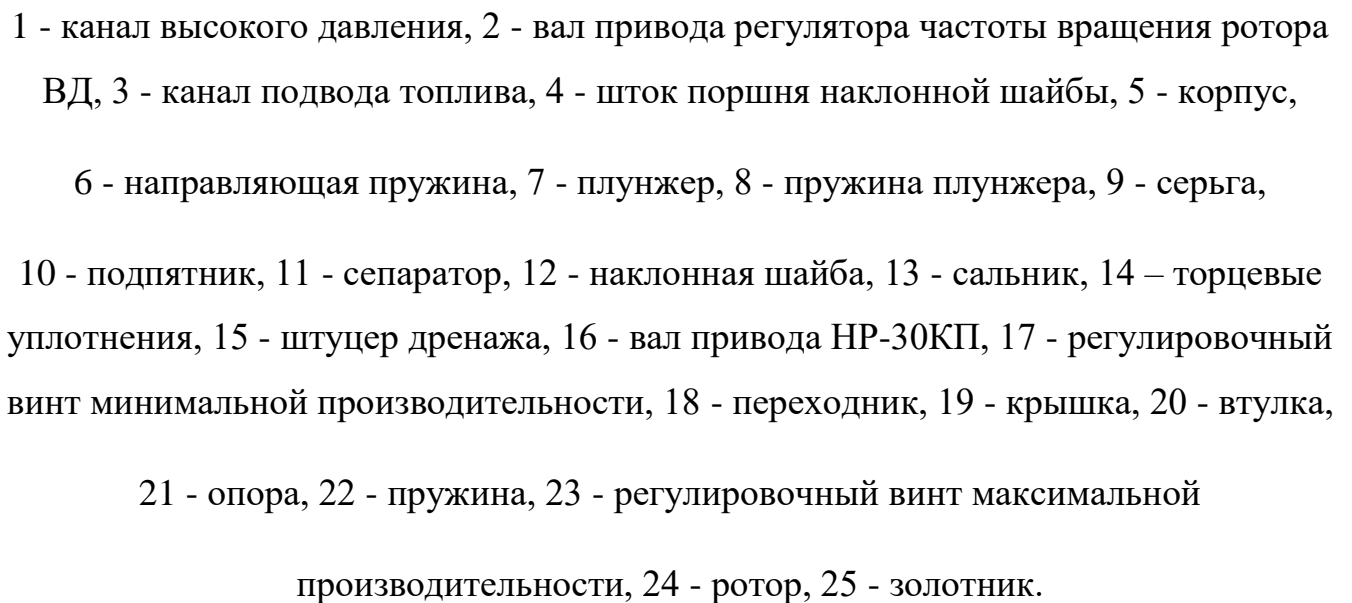 1 - канал высокого давления, 2 - вал привода регулятора частоты вращения ротора
ВД, 3 - канал подвода топлива, 4 - шток поршня наклонной шайбы, 5 - корпус,
6 - направляющая пружина, 7 - плунжер, 8 - пружина плунжера, 9 - серьга,
10 - подпятник, 11 - сепаратор, 12 - наклонная шайба, 13 - сальник, 14 – торцевые
уплотнения, 15 - штуцер дренажа, 16 - вал привода НР-30КП, 17 - регулировочный
винт минимальной производительности, 18 - переходник, 19 - крышка, 20 - втулка,
21 - опора, 22 - пружина, 23 - регулировочный винт максимальной
производительности, 24 - ротор, 25 - золотник.